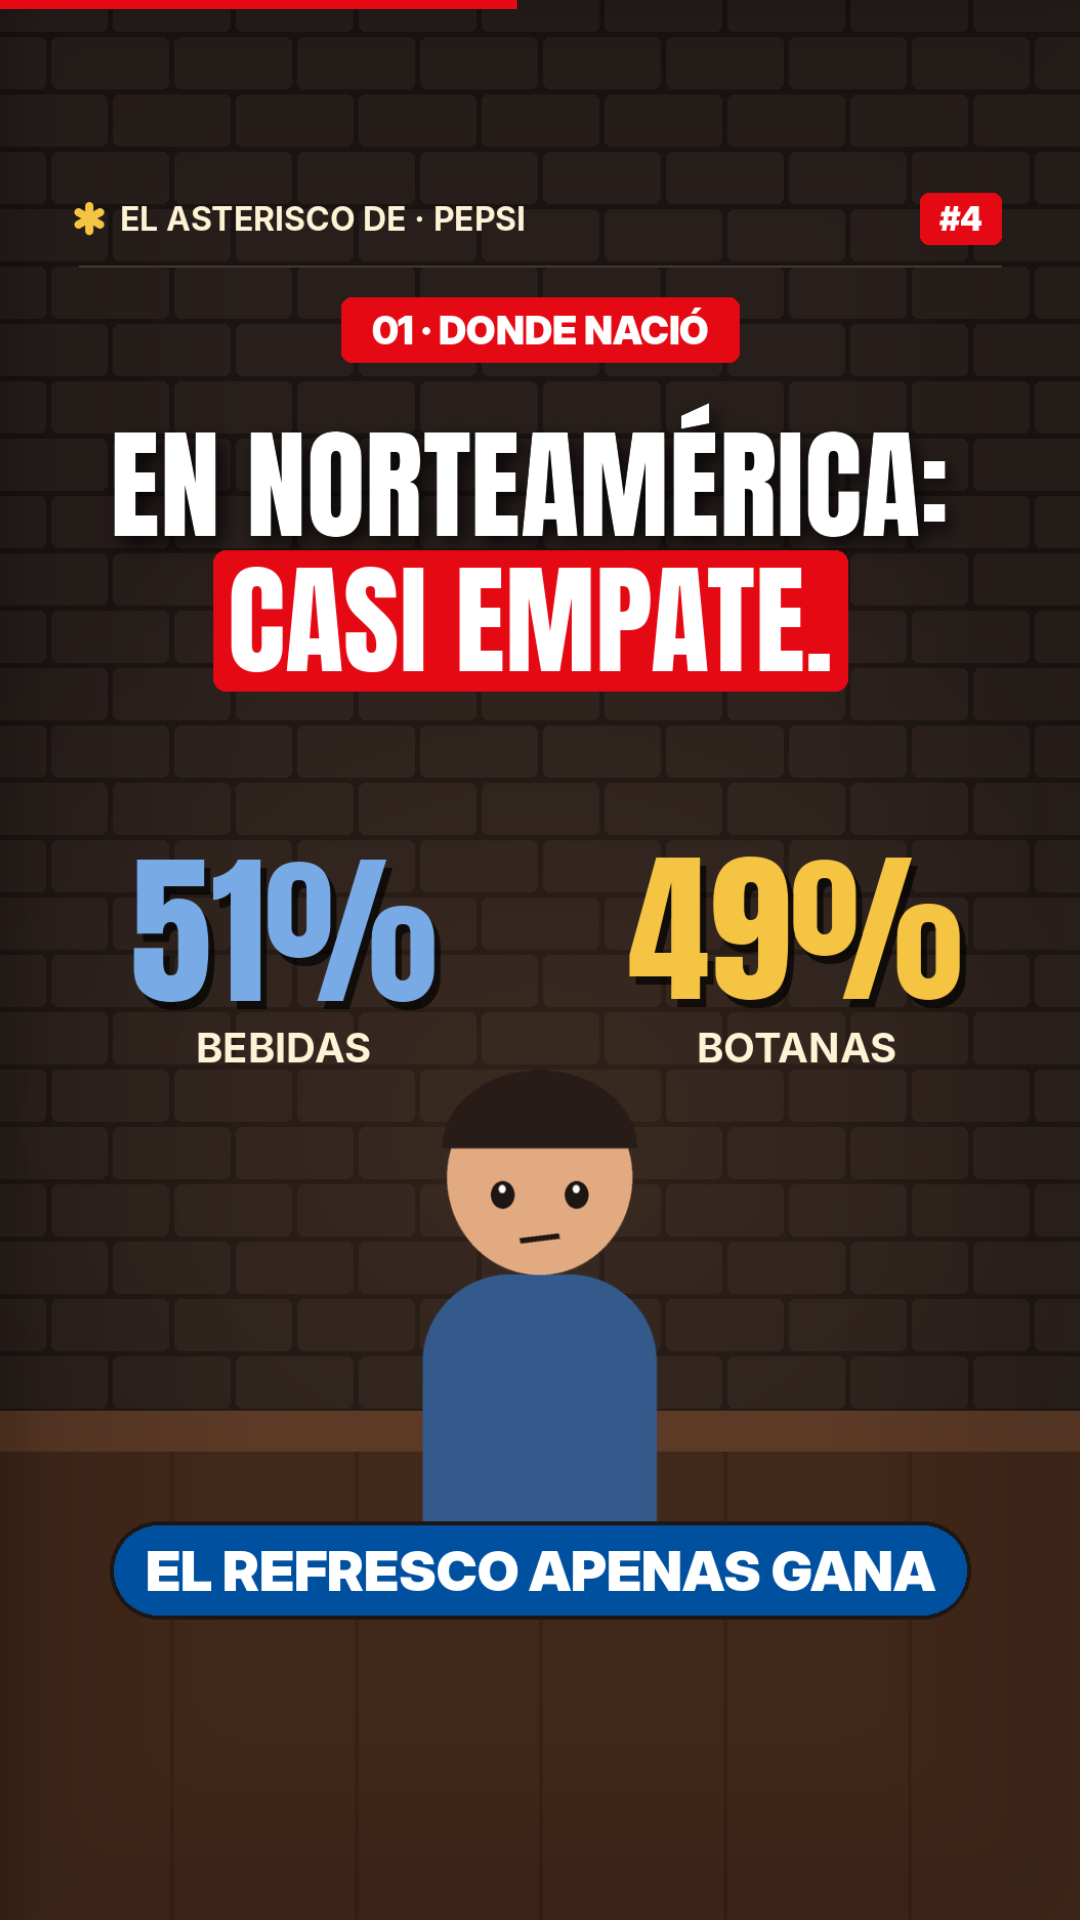 * EL ASTERISCO DE · PEPSI
#4
01 · DONDE NACIÓ
EN NORTEAMÉRICA:
CASI EMPATE.
51%
49%
BEBIDAS
BOTANAS
EL REFRESCO APENAS GANA